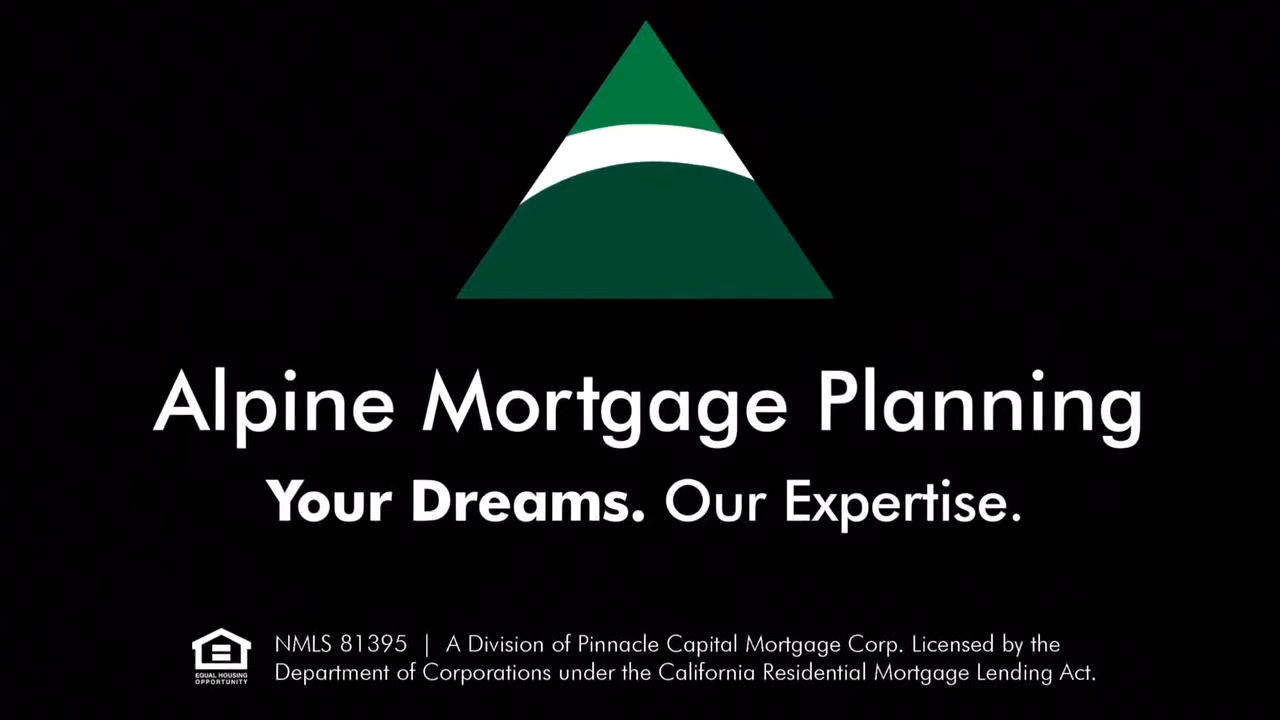 Alpine Mortgage Planning
Your Dreams. Our Expertise.
NMLS 81395 | A Division of Pinnacle Capital Mortgage Corp. Licensed by the
Department of Corporations under the California Residential Mortgage Lending Act.
EQUAL HOUSING
OPPORTUNITY